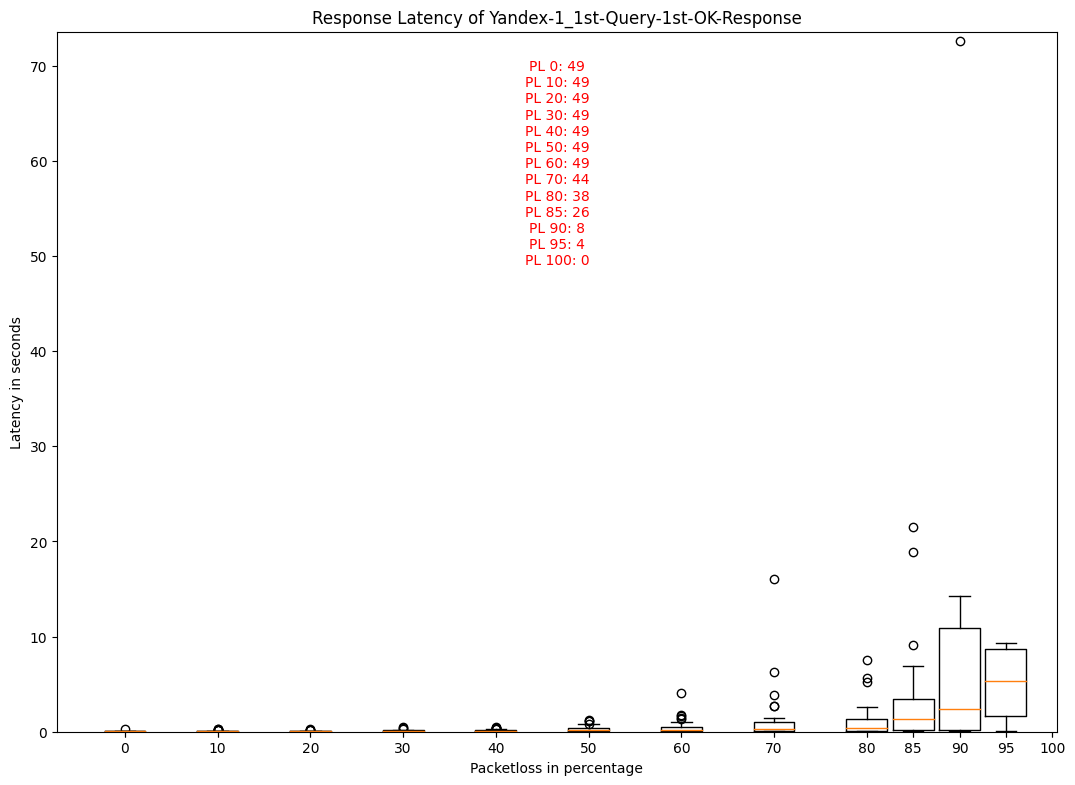 Response Latency of Yandex-1_1st-Query-1st-OK-Response
PL 0: 49
PL 10: 49
PL 20: 49
PL 30: 49
PL 40: 49
PL 50: 49
PL 60: 49
PL 70: 44
PL 80: 38
PL 85: 26
PL 90: 8
PL 95: 4
PL 100: 0
Latency in seconds
70
60
50
40
30
20
10
0
0 10 20 30 40 50 60 70 80 85 90 95 100
Packetloss in percentage